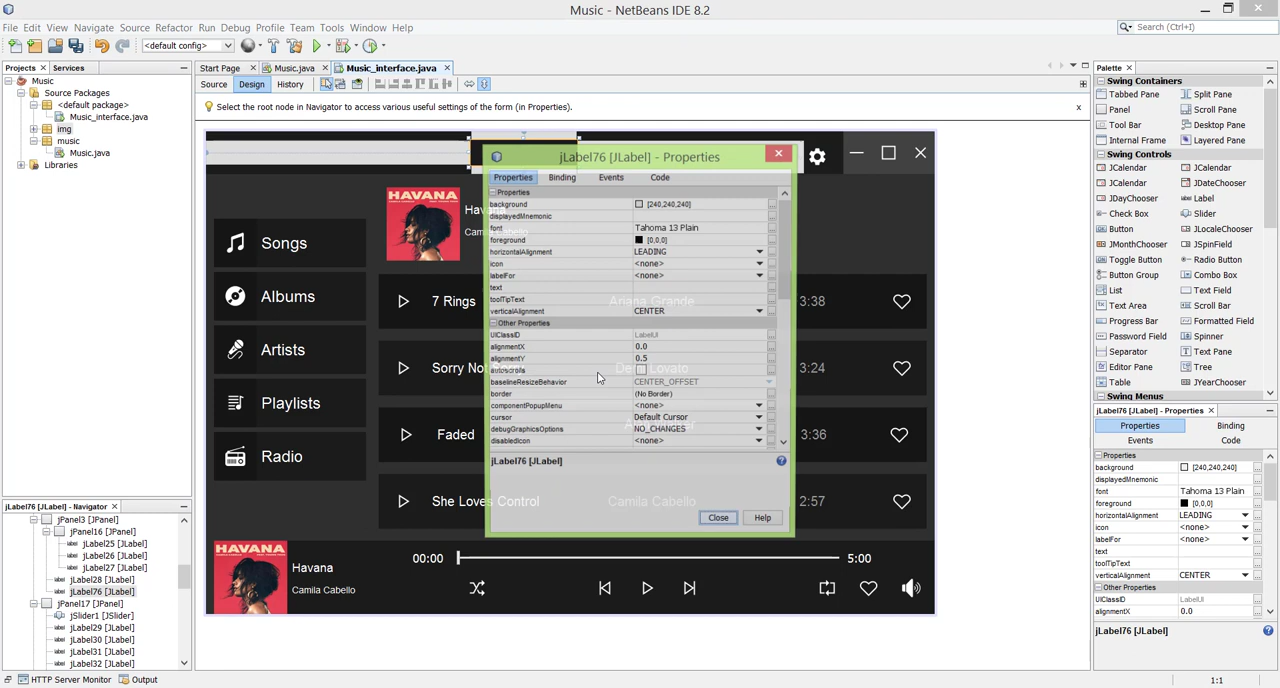 Music - NetBeans IDE 8.2
File Edit View Navigate Source Refactor Run Debug Profile Team Tools Window Help
Search (Ctrl+I)
<default config>
Projects Services
Start Page Music.java Music_interface.java
Source Design History
Select the root node in Navigator to access various useful settings of the form (in Properties). x
Music
Source Packages
<default package>
Music_interface.java
img
music
Music.java
Libraries
Palette
Swing Containers
Tabbed Pane Split Pane
Panel Scroll Pane
Tool Bar Desktop Pane
Internal Frame Layered Pane
Swing Controls
JCalendar JCalendar
JCalendar JDateChooser
JDayChooser Label
JDayChooser Label
Check Box Slider
Button JLocaleChooser
JMonthChooser JSpinField
Toggle Button Radio Button
Button Group Combo Box
List Text Field
Text Area Scroll Bar
Progress Bar Formatted Field
Password Field Spinner
Separator Text Pane
Editor Pane Tree
Table JYearChooser
Swing Menus
HAVANA
Songs
Albums
Artists
Playlists
Radio
7 Rings Ariana Grande 3:38
3:24
Faded 3:36
She Loves Control Camila Cabello 2:57
jLabel76 [JLabel] - Properties
Properties Binding Events Code
Properties
background [240,240,240]
displayedMnemonic
font Tahoma 13 Plain
foreground [0,0,0]
horizontalAlignment LEADING
icon <none>
labelFor <none>
text
toolTipText
verticalAlignment CENTER
Other Properties
UIClassID LabelUI
alignmentX 0.0
alignmentY 0.5
autoscrolls
baselineResizeBehavior CENTER_OFFSET
border (No Border)
componentPopupMenu <none>
cursor Default Cursor
debugGraphicsOptions NO_CHANGES
disabledIcon <none>
jLabel76 [JLabel]
Close Help
HAVANA
Havana
Camila Cabello
00:00 5:00
jLabel76 [JLabel] - Navigator
jPanel3 [JPanel]
jPanel16 [JPanel]
jLabel25 [JLabel]
jLabel26 [JLabel]
jLabel27 [JLabel]
jLabel28 [JLabel]
jLabel76 [JLabel]
jPanel17 [JPanel]
jSlider1 [JSlider]
jLabel29 [JLabel]
jLabel30 [JLabel]
jLabel31 [JLabel]
jLabel32 [JLabel]
jLabel76 [JLabel] - Properties
Properties Binding
Events Code
Properties
background [240,240,240]
displayedMnemonic
font Tahoma 13 Plain
foreground [0,0,0]
horizontalAlignment LEADING
icon <none>
labelFor <none>
text
toolTipText
verticalAlignment CENTER
Other Properties
UIClassID LabelUI
alignmentX 0.0
jLabel76 [JLabel]
HTTP Server Monitor Output
1:1